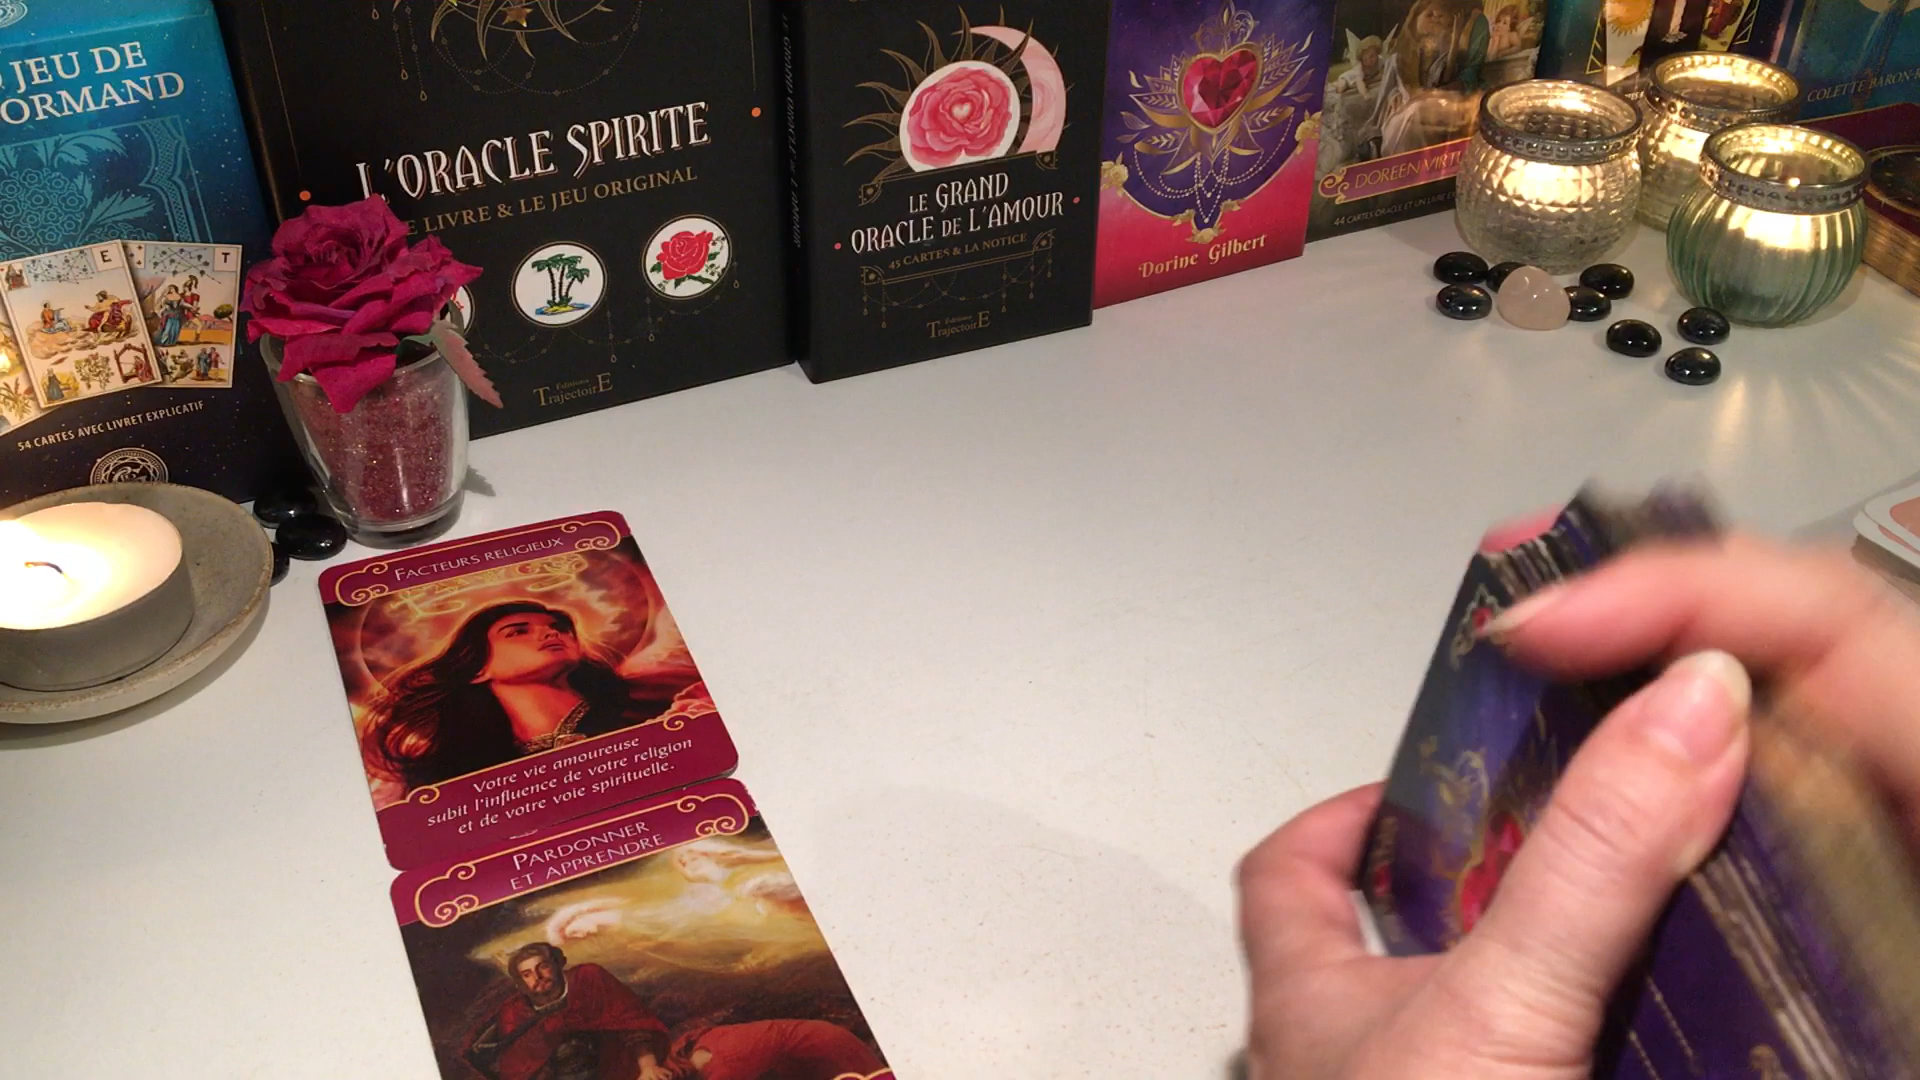 JEU DE
ORMAND
E
T
54 CARTES AVEC LIVRET EXPLICATIF
L'ORACLE SPIRITE
LE LIVRE & LE JEU ORIGINAL
Éditions
TrajectoirE
LE GRAND
ORACLE DE L'AMOUR
45 CARTES & LA NOTICE
Éditions
TrajectoirE
Dorine Gilbert
DOREEN VIRTU
44 CARTES ORACLE ET UN LIVRE
COLETTE BARON-R
FACTEURS RELIGIEUX
Votre vie amoureuse
subit l'influence de votre religion
et de votre voie spirituelle.
PARDONNER
ET APPRENDRE